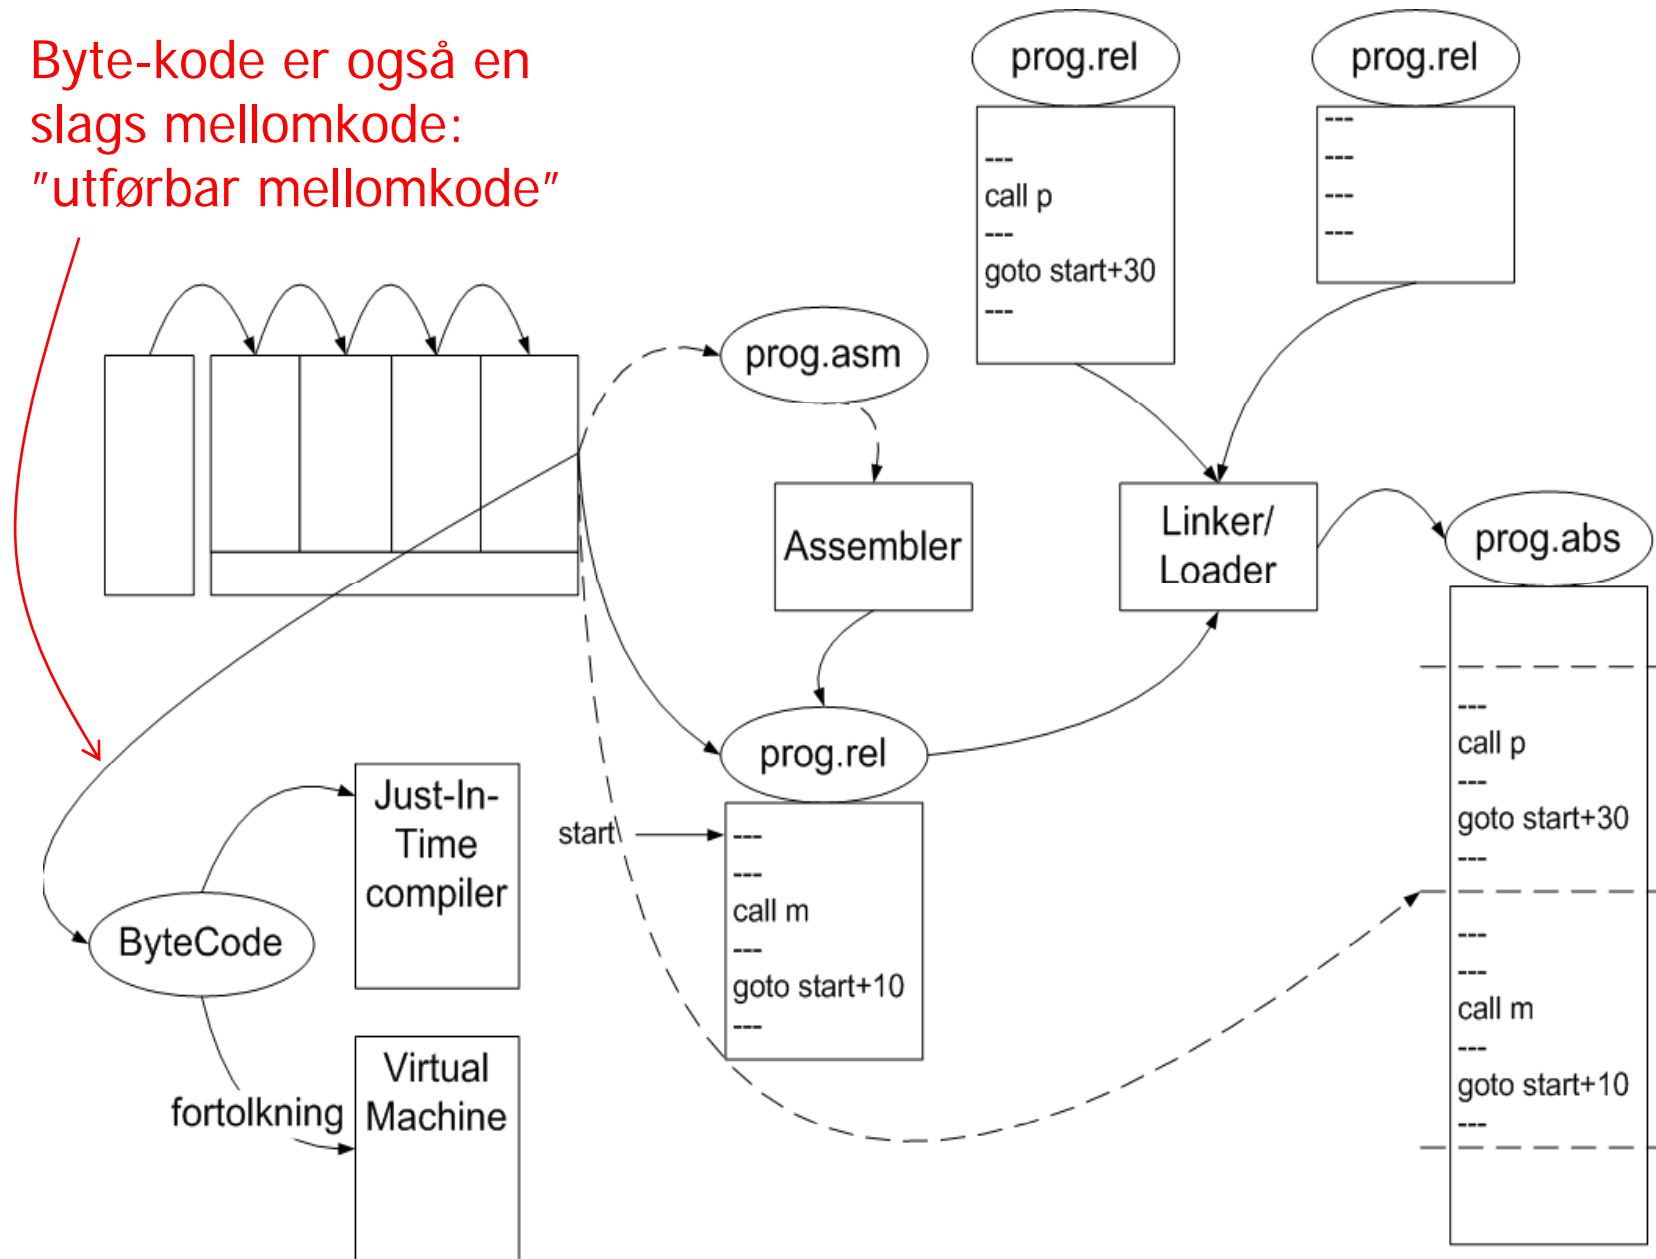 Byte-kode er også en
slags mellomkode:
"utførbar mellomkode"
prog.rel
---
call p
---
goto start+30
---
prog.rel
---
---
---
---
prog.asm
Assembler
Linker/
Loader
prog.abs
---
call p
---
goto start+30
---
---
---
call m
---
goto start+10
---
prog.rel
start
---
---
call m
---
goto start+10
---
Just-In-
Time
compiler
ByteCode
fortolkning
Virtual
Machine